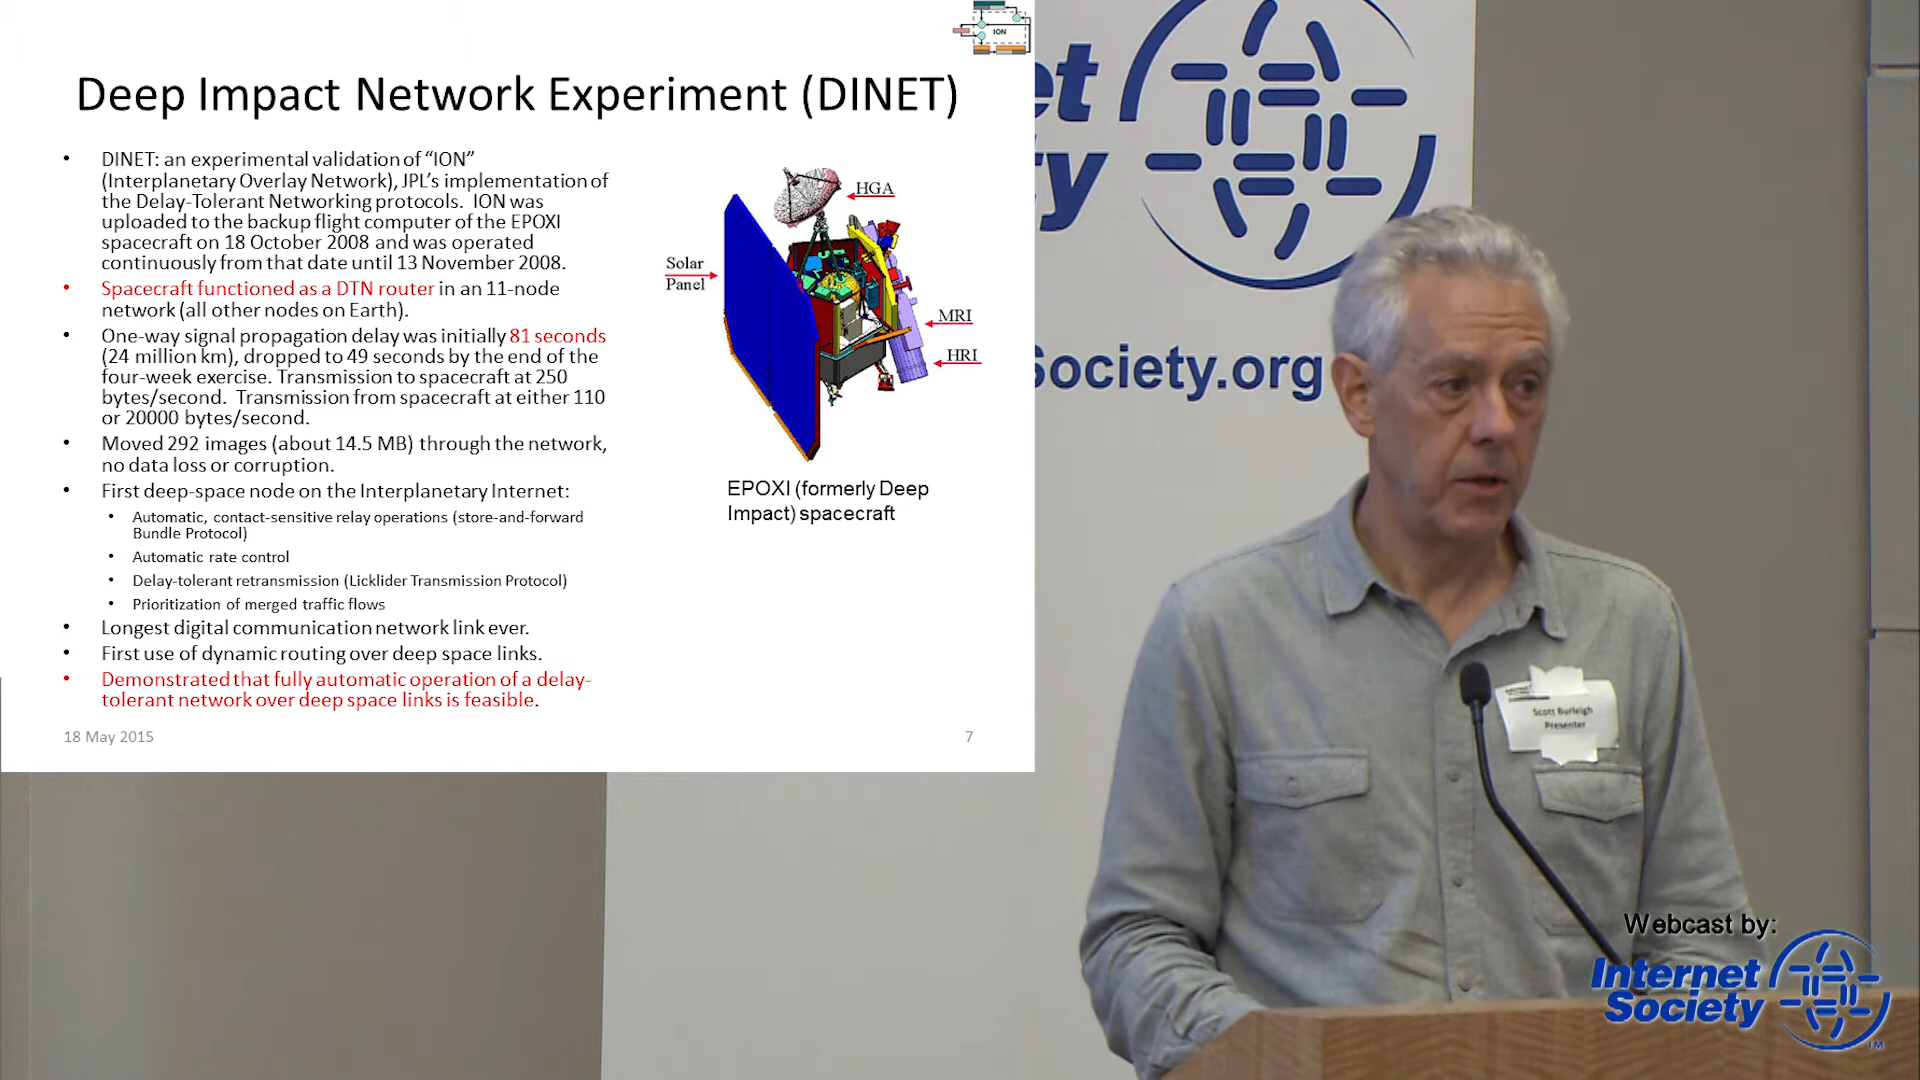 ION
Deep Impact Network Experiment (DINET)
• DINET: an experimental validation of “ION”
(Interplanetary Overlay Network), JPL’s implementation of
the Delay-Tolerant Networking protocols. ION was
uploaded to the backup flight computer of the EPOXI
spacecraft on 18 October 2008 and was operated
continuously from that date until 13 November 2008.
• Spacecraft functioned as a DTN router in an 11-node
network (all other nodes on Earth).
• One-way signal propagation delay was initially 81 seconds
(24 million km), dropped to 49 seconds by the end of the
four-week exercise. Transmission to spacecraft at 250
bytes/second. Transmission from spacecraft at either 110
or 20000 bytes/second.
• Moved 292 images (about 14.5 MB) through the network,
no data loss or corruption.
• First deep-space node on the Interplanetary Internet:
• Automatic, contact-sensitive relay operations (store-and-forward
Bundle Protocol)
• Automatic rate control
• Delay-tolerant retransmission (Licklider Transmission Protocol)
• Prioritization of merged traffic flows
• Longest digital communication network link ever.
• First use of dynamic routing over deep space links.
• Demonstrated that fully automatic operation of a delay-
tolerant network over deep space links is feasible.
18 May 2015
7
HGA
Solar
Panel
MRI
HRI
EPOXI (formerly Deep
Impact) spacecraft
et
ty
Society.org
Scott Burleigh
Presenter
Webcast by:
Internet
Society
TM